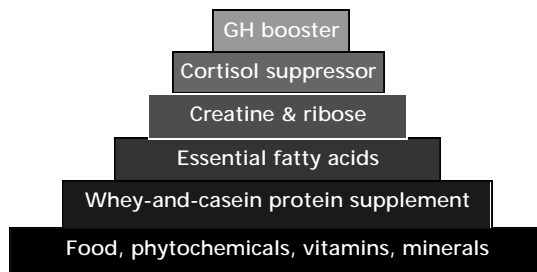 GH booster
Cortisol suppressor
Creatine & ribose
Essential fatty acids
Whey-and-casein protein supplement
Food, phytochemicals, vitamins, minerals